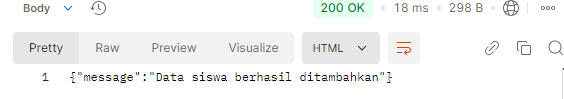 Body 200 OK 18 ms 298 B
Pretty Raw Preview Visualize HTML
1 {"message":"Data siswa berhasil ditambahkan"}